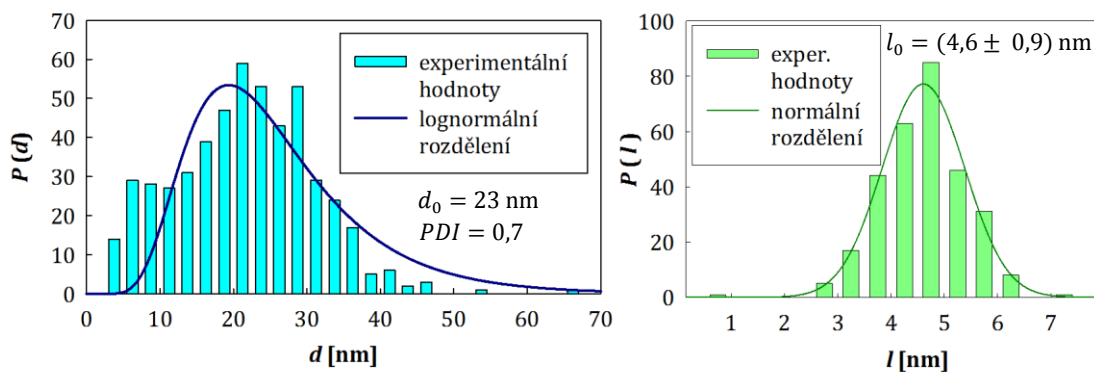 70
60
50
40
30
20
10
0
P (d)
experimentální
hodnoty
lognormální
rozdělení
d₀ = 23 nm
PDI = 0,7
0 10 20 30 40 50 60 70
d [nm]
100
80
60
40
20
0
P ( l )
l₀ = (4,6 ± 0,9) nm
exper.
hodnoty
normální
rozdělení
1 2 3 4 5 6 7
l [nm]